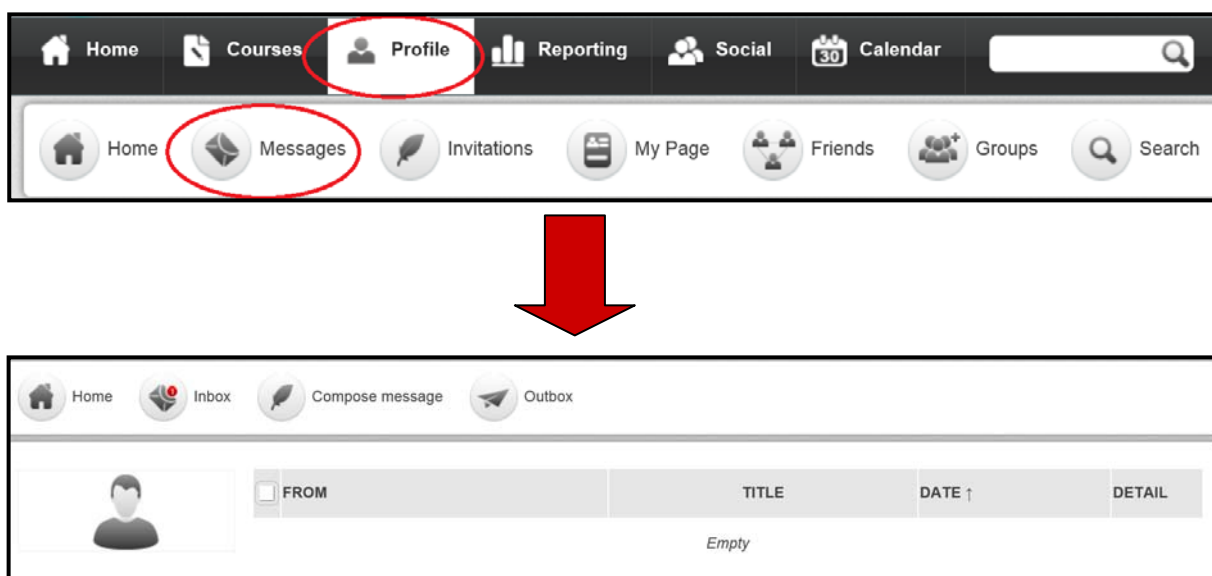 Home Courses Profile Reporting Social 30 Calendar
Home Messages Invitations My Page Friends Groups Search
Home Inbox Compose message Outbox
FROM TITLE DATE ↑ DETAIL
Empty